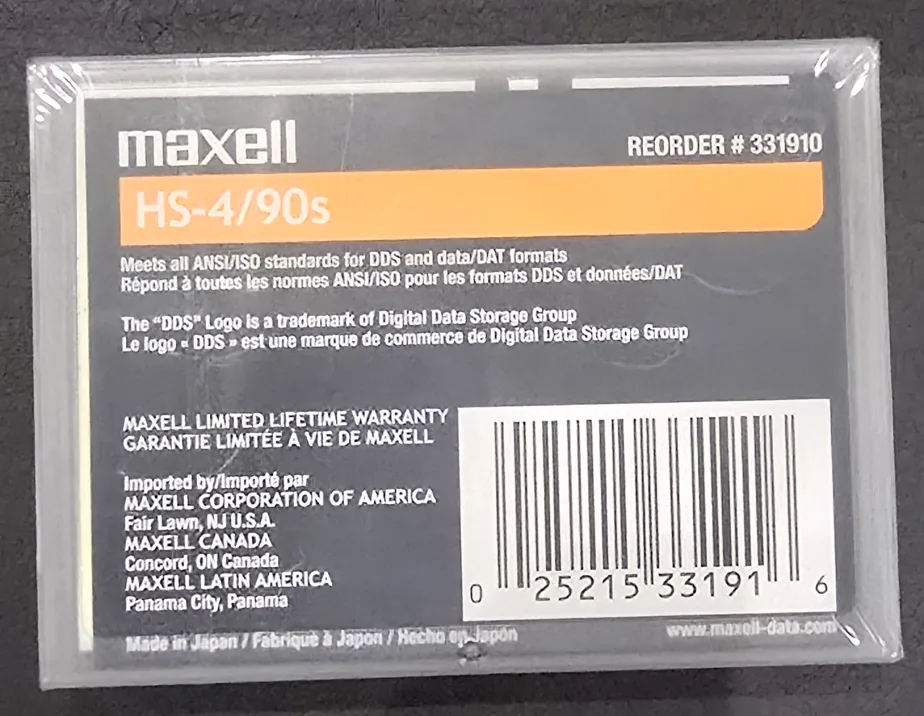 maxell
REORDER # 331910
HS-4/90s
Meets all ANSI/ISO standards for DDS and data/DAT formats
Répond à toutes les normes ANSI/ISO pour les formats DDS et données/DAT
The “DDS” Logo is a trademark of Digital Data Storage Group
Le logo « DDS » est une marque de commerce de Digital Data Storage Group
MAXELL LIMITED LIFETIME WARRANTY
GARANTIE LIMITÉE À VIE DE MAXELL
Imported by/Importé par
MAXELL CORPORATION OF AMERICA
Fair Lawn, NJ U.S.A.
MAXELL CANADA
Concord, ON Canada
MAXELL LATIN AMERICA
Panama City, Panama
0 25215 33191 6
Made in Japan / Fabriqué à Japon / Hecho en Japón
www.maxell-data.com